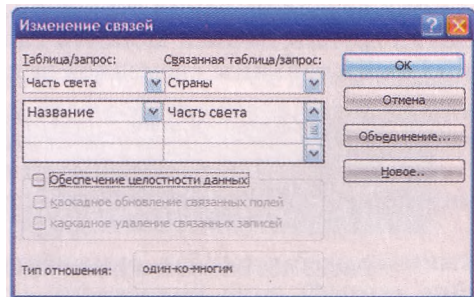 Изменение связей
Таблица/запрос: Связанная таблица/запрос:
Часть света Страны
Название Часть света
Обеспечение целостности данных
каскадное обновление связанных полей
каскадное удаление связанных записей
Тип отношения: один-ко-многим
ОК
Отмена
Объединение...
Новое..